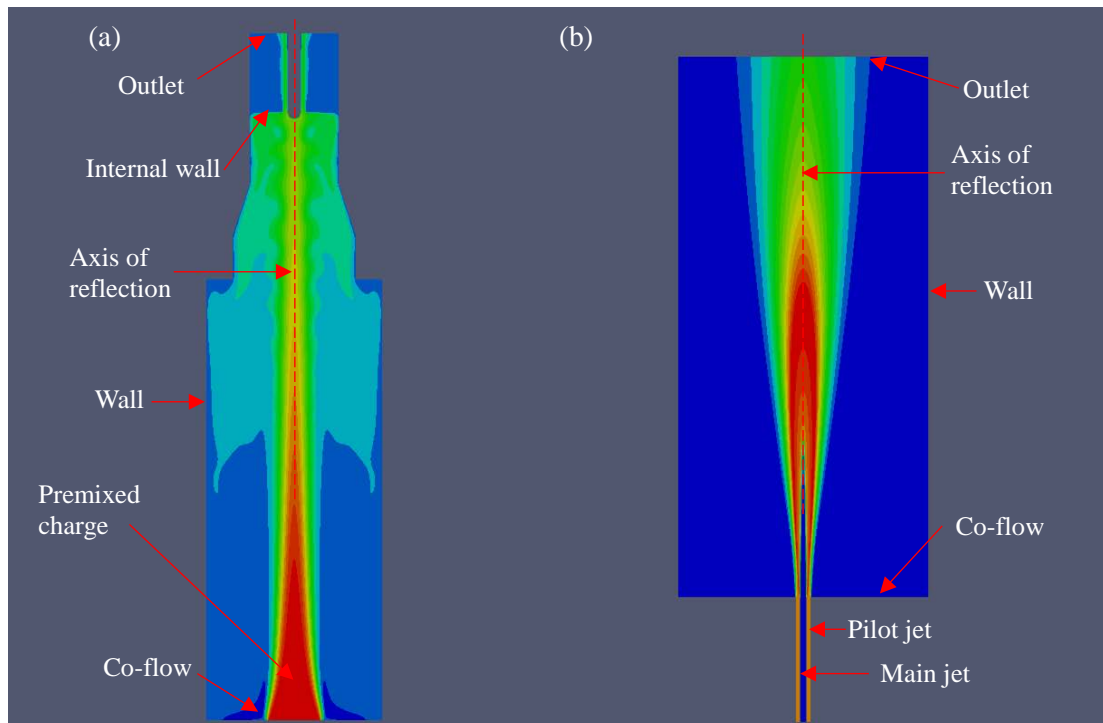 (a)
Outlet
Internal wall
Axis of
reflection
Wall
Premixed
charge
Co-flow
(b)
Outlet
Axis of
reflection
Wall
Co-flow
Pilot jet
Main jet